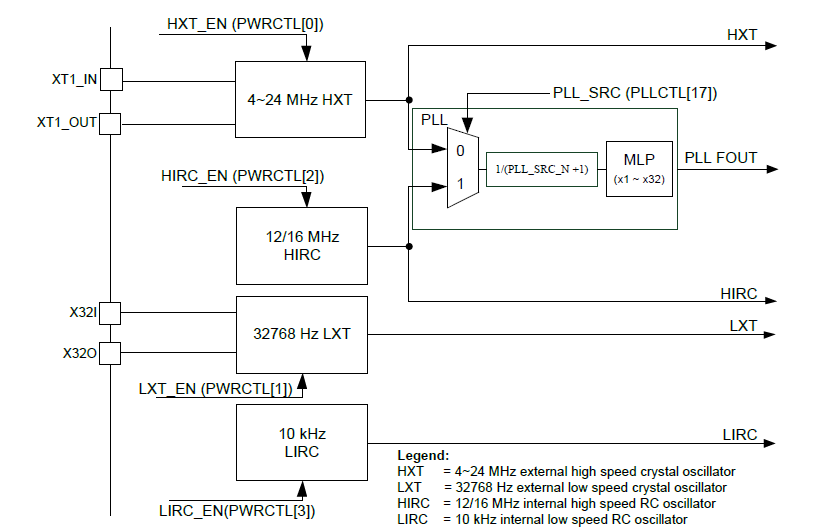 HXT_EN (PWRCTL[0])
HXT
XT1_IN
4~24 MHz HXT
PLL_SRC (PLLCTL[17])
XT1_OUT
PLL
0
1
1/(PLL_SRC_N +1)
MLP
(x1 ~ x32)
PLL FOUT
HIRC_EN (PWRCTL[2])
12/16 MHz
HIRC
HIRC
X32I
32768 Hz LXT
LXT
X32O
LXT_EN (PWRCTL[1])
10 kHz
LIRC
LIRC
LIRC_EN(PWRCTL[3])
Legend:
HXT = 4~24 MHz external high speed crystal oscillator
LXT = 32768 Hz external low speed crystal oscillator
HIRC = 12/16 MHz internal high speed RC oscillator
LIRC = 10 kHz internal low speed RC oscillator